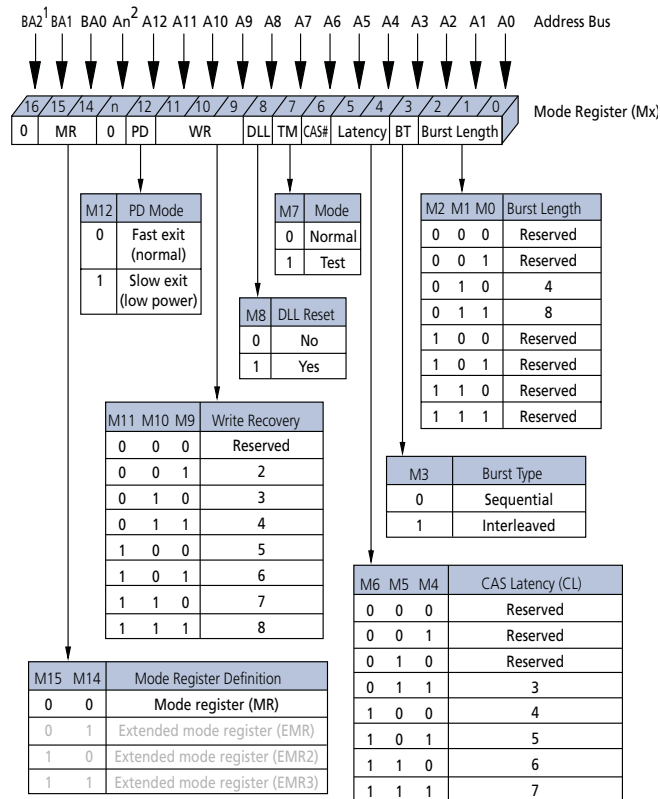 BA2¹ BA1 BA0 An² A12 A11 A10 A9 A8 A7 A6 A5 A4 A3 A2 A1 A0 Address Bus
16 15 14 n 12 11 10 9 8 7 6 5 4 3 2 1 0 Mode Register (Mx)
0 MR 0 PD WR DLL TM CAS# Latency BT Burst Length
M12 PD Mode
0 Fast exit
(normal)
1 Slow exit
(low power)
M7 Mode
0 Normal
1 Test
M2 M1 M0 Burst Length
0 0 0 Reserved
0 0 1 Reserved
0 1 0 4
0 1 1 8
1 0 0 Reserved
1 0 1 Reserved
1 1 0 Reserved
1 1 1 Reserved
M8 DLL Reset
0 No
1 Yes
M11 M10 M9 Write Recovery
0 0 0 Reserved
0 0 1 2
0 1 0 3
0 1 1 4
1 0 0 5
1 0 1 6
1 1 0 7
1 1 1 8
M3 Burst Type
0 Sequential
1 Interleaved
M6 M5 M4 CAS Latency (CL)
0 0 0 Reserved
0 0 1 Reserved
0 1 0 Reserved
0 1 1 3
1 0 0 4
1 0 1 5
1 1 0 6
1 1 1 7
M15 M14 Mode Register Definition
0 0 Mode register (MR)
0 1 Extended mode register (EMR)
1 0 Extended mode register (EMR2)
1 1 Extended mode register (EMR3)